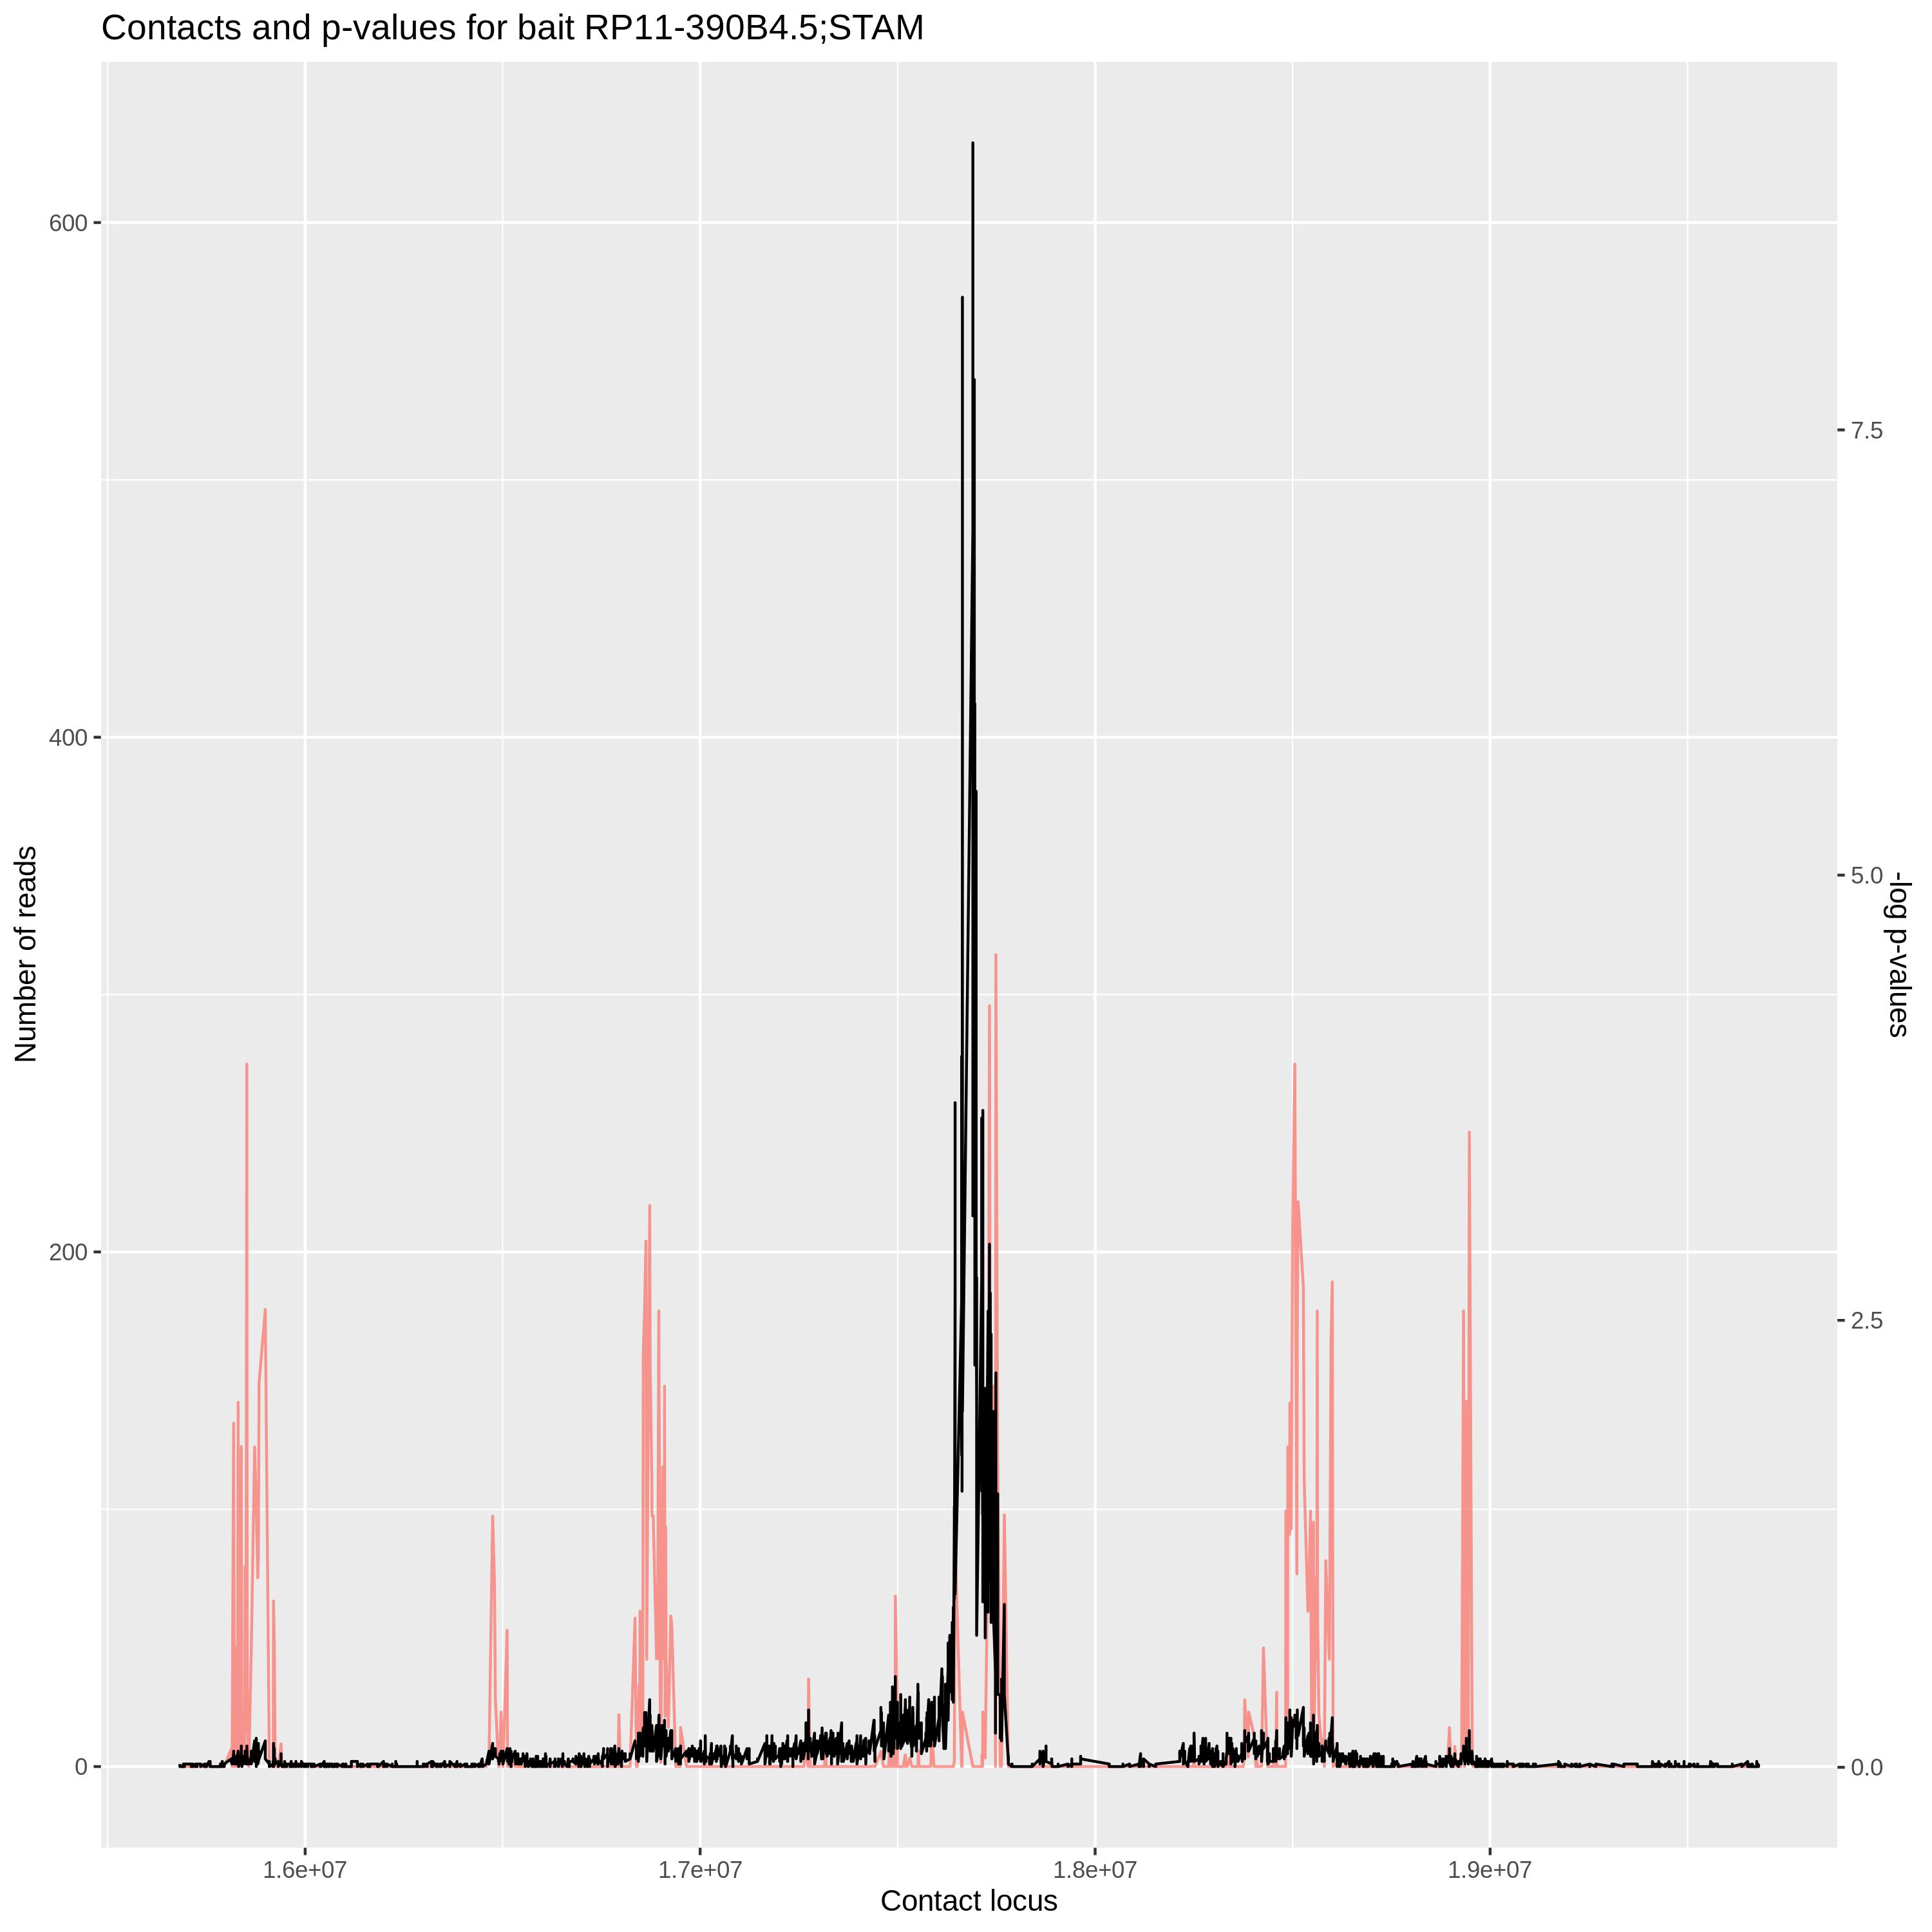 Contacts and p-values for bait RP11-390B4.5;STAM
600
400
200
0
Number of reads
7.5
5.0
2.5
0.0
-log p-values
1.6e+07
1.7e+07
1.8e+07
1.9e+07
Contact locus